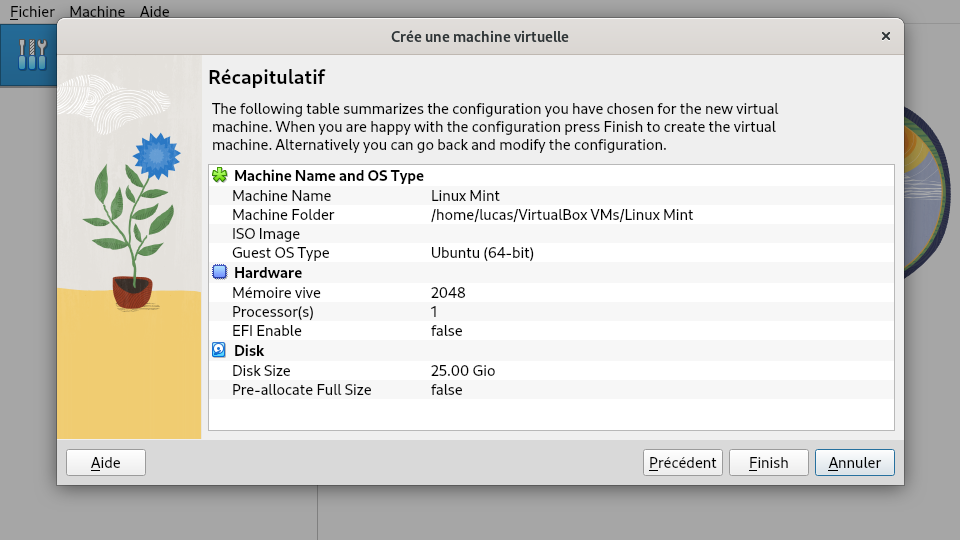 Fichier Machine Aide
Crée une machine virtuelle
Récapitulatif
The following table summarizes the configuration you have chosen for the new virtual
machine. When you are happy with the configuration press Finish to create the virtual
machine. Alternatively you can go back and modify the configuration.
Machine Name and OS Type
Machine Name Linux Mint
Machine Folder /home/lucas/VirtualBox VMs/Linux Mint
ISO Image
Guest OS Type Ubuntu (64-bit)
Hardware
Mémoire vive 2048
Processor(s) 1
EFI Enable false
Disk
Disk Size 25.00 Gio
Pre-allocate Full Size false
Aide Précédent Finish Annuler